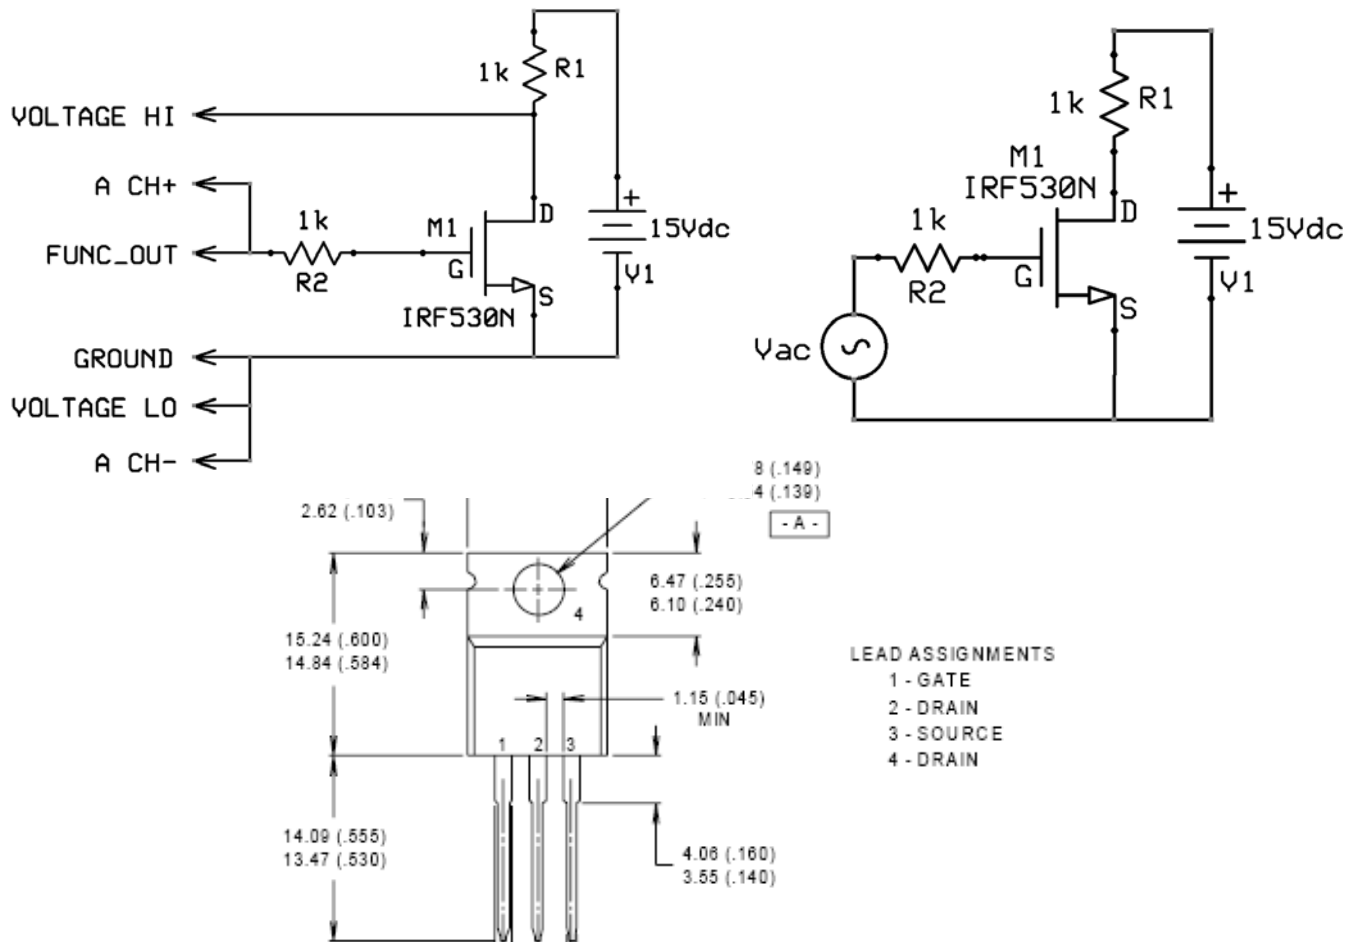 1k
R1
VOLTAGE HI
A CH+
1k
M1
D
+
15Vdc
FUNC_OUT
R2
G
V1
S
IRF530N
GROUND
VOLTAGE LO
A CH-
1k
R1
M1
IRF530N
D
+
1k
15Vdc
R2
G
V1
S
Vac
8 (.149)
4 (.139)
2.62 (.103)
- A -
6.47 (.255)
6.10 (.240)
4
15.24 (.600)
14.84 (.584)
LEAD ASSIGNMENTS
1 - GATE
2 - DRAIN
3 - SOURCE
4 - DRAIN
1.15 (.045)
MIN
1 2 3
14.09 (.555)
13.47 (.530)
4.06 (.160)
3.55 (.140)